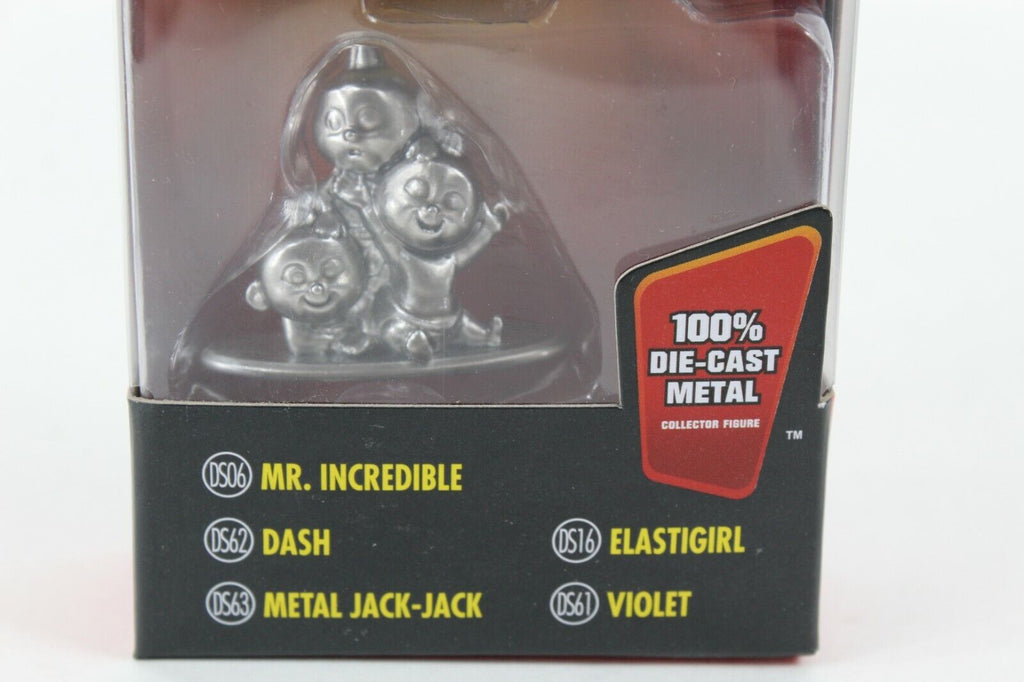 100%
DIE-CAST
METAL
COLLECTOR FIGURE
TM
DS06 MR. INCREDIBLE
DS62 DASH
DS16 ELASTIGIRL
DS63 METAL JACK-JACK
DS61 VIOLET